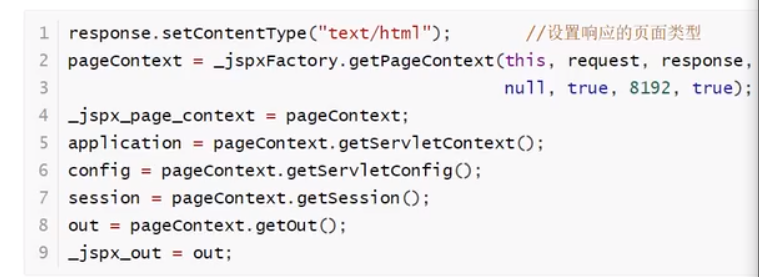 1 response.setContentType("text/html"); //设置响应的页面类型
2 pageContext = _jspxFactory.getPageContext(this, request, response,
3 null, true, 8192, true);
4 _jspx_page_context = pageContext;
5 application = pageContext.getServletContext();
6 config = pageContext.getServletConfig();
7 session = pageContext.getSession();
8 out = pageContext.getOut();
9 _jspx_out = out;